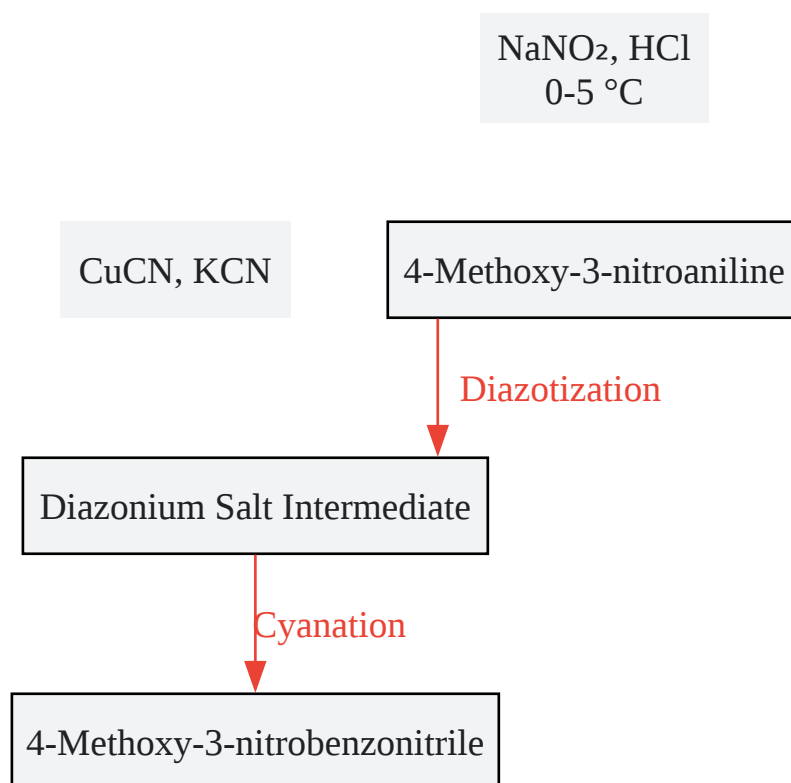 NaNO₂, HCl
0-5 °C
CuCN, KCN
4-Methoxy-3-nitroaniline
Diazotization
Diazonium Salt Intermediate
Cyanation
4-Methoxy-3-nitrobenzonitrile